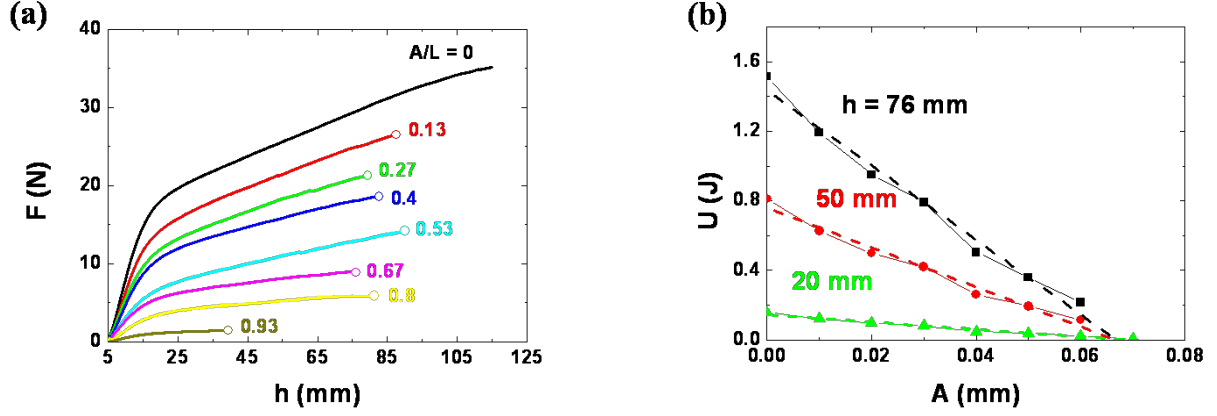 (a)
40
30
20
10
0
F (N)
A/L = 0
0.13
0.27
0.4
0.53
0.67
0.8
0.93
5 25 45 65 85 105 125
h (mm)
(b)
1.6
1.2
0.8
0.4
0.0
U (J)
h = 76 mm
50 mm
20 mm
0.00 0.02 0.04 0.06 0.08
A (mm)